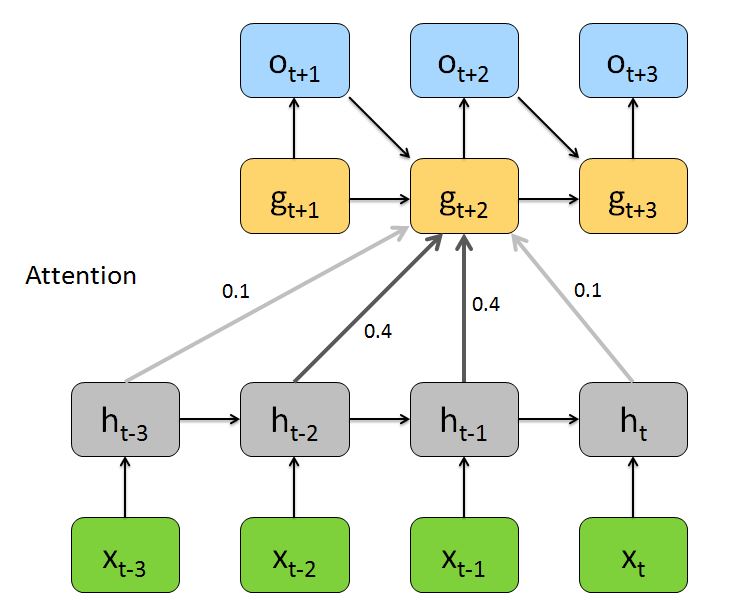 o_{t+1} o_{t+2} o_{t+3}
g_{t+1} g_{t+2} g_{t+3}
Attention
0.1 0.4 0.4 0.1
h_{t-3} h_{t-2} h_{t-1} h_t
x_{t-3} x_{t-2} x_{t-1} x_t